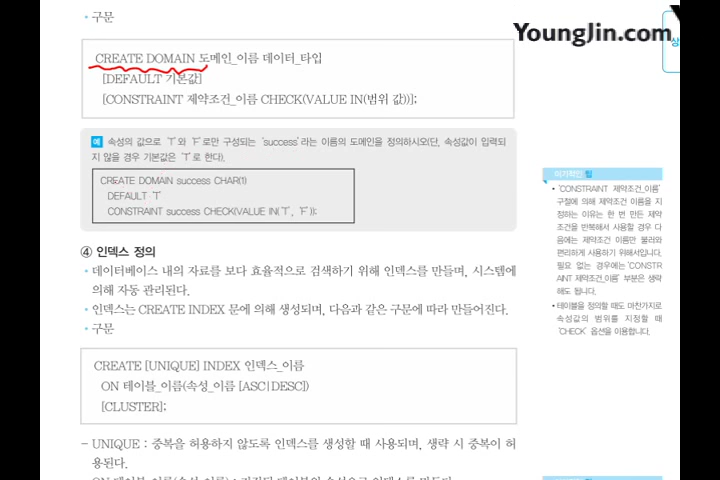 • 구문
YoungJin.com
상
CREATE DOMAIN 도메인_이름 데이터_타입
[DEFAULT 기본값]
[CONSTRAINT 제약조건_이름 CHECK(VALUE IN(범위 값))];
예 속성의 값으로 'T'와 'F'로만 구성되는 'success'라는 이름의 도메인을 정의하시오(단, 속성값이 입력되
지 않을 경우 기본값은 'T'로 한다).
CREATE DOMAIN success CHAR(1)
DEFAULT 'T'
CONSTRAINT success CHECK(VALUE IN('T', 'F'));
④ 인덱스 정의
• 데이터베이스 내의 자료를 보다 효율적으로 검색하기 위해 인덱스를 만들며, 시스템에
의해 자동 관리된다.
• 인덱스는 CREATE INDEX 문에 의해 생성되며, 다음과 같은 구문에 따라 만들어진다.
• 구문
CREATE [UNIQUE] INDEX 인덱스_이름
ON 테이블_이름(속성_이름 [ASC|DESC])
[CLUSTER];
– UNIQUE : 중복을 허용하지 않도록 인덱스를 생성할 때 사용되며, 생략 시 중복이 허
용된다.
• 'CONSTRAINT 제약조건_이름'
구절에 의해 제약조건 이름을 지
정하는 이유는 한 번 만든 제약
조건을 반복해서 사용할 경우 다
음에는 제약조건 이름만 불러와
편리하게 사용하기 위해서입니다.
필요 없는 경우에는 'CONSTR
AINT 제약조건_이름' 부분은 생략
해도 됩니다.
• 테이블을 정의할 때도 마찬가지로
속성값의 범위를 지정할 때
'CHECK' 옵션을 이용합니다.